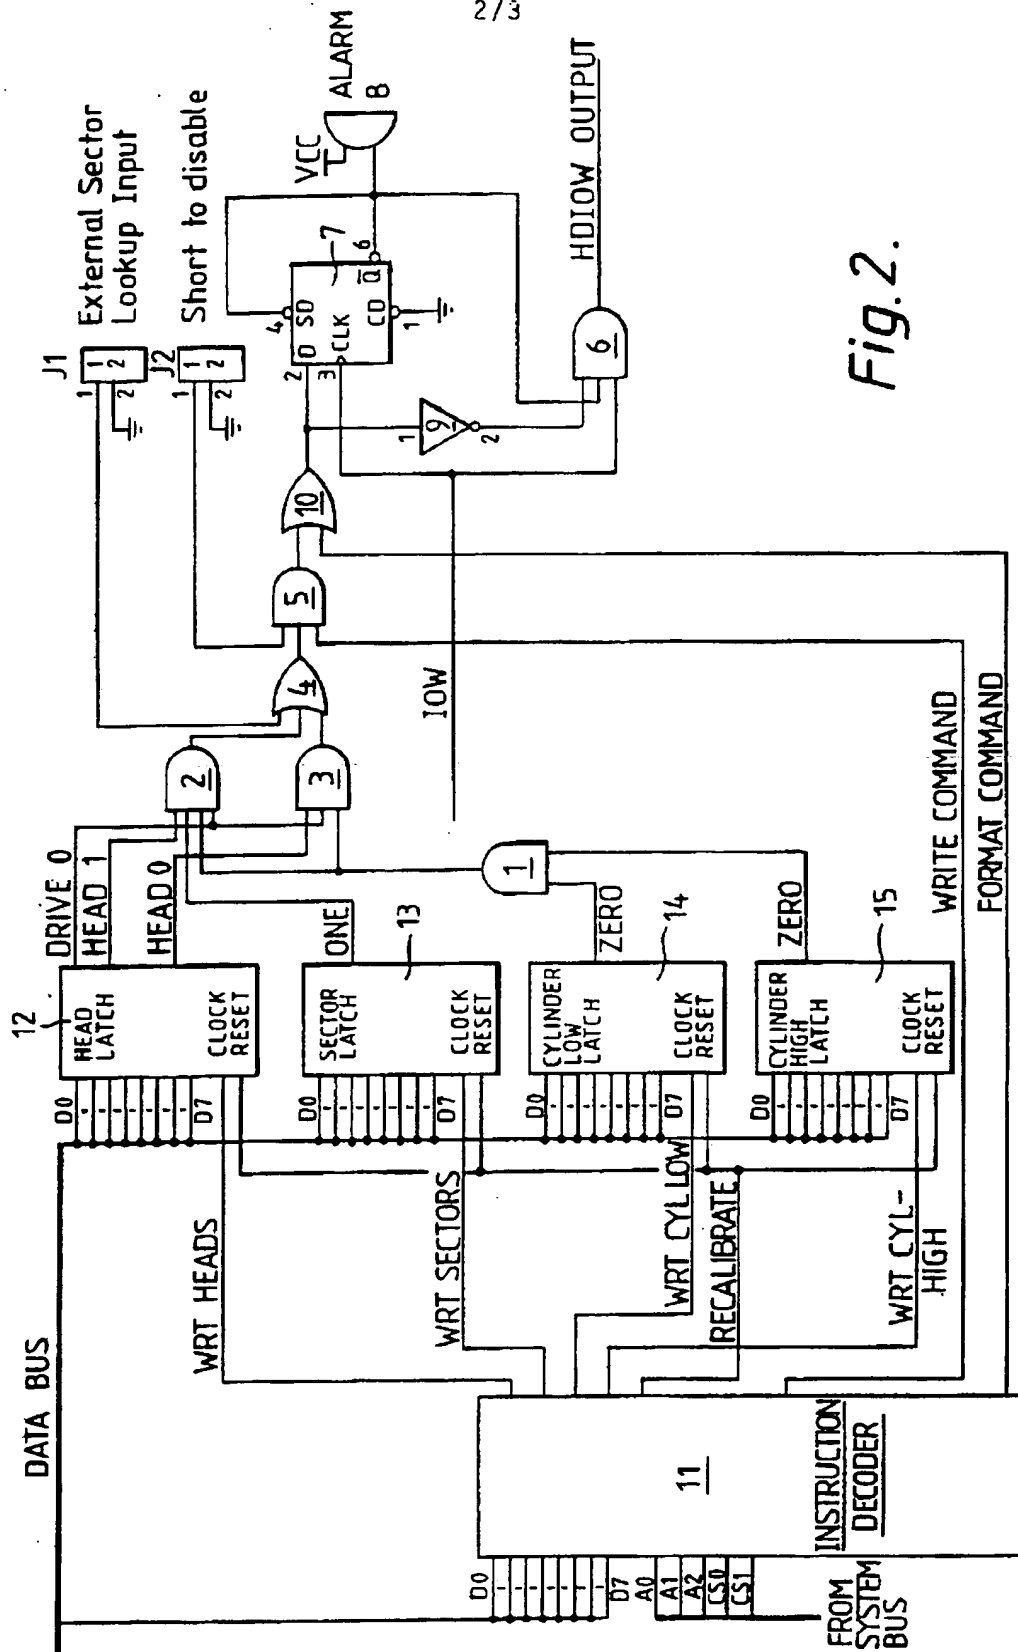 2/3
DATA BUS
D0
D7
A0
A1
A2
CS0
CS1
FROM
SYSTEM
BUS
11
INSTRUCTION
DECODER
WRT HEADS
WRT SECTORS
WRT CYL LOW
RECALIBRATE
WRT CYL-
HIGH
WRITE COMMAND
FORMAT COMMAND
12
D0
D7
HEAD
LATCH
CLOCK
RESET
DRIVE 0
HEAD 1
HEAD 0
D0
D7
SECTOR
LATCH
CLOCK
RESET
13
ONE
D0
D7
CYLINDER
LOW
LATCH
CLOCK
RESET
14
ZERO
D0
D7
CYLINDER
HIGH
LATCH
CLOCK
RESET
15
ZERO
1
2
3
4
5
10
IOW
J1
1
2
1
2
External Sector
Lookup Input
J2
1
2
1
2
Short to disable
2
3
4
D
SD
CLK
CD
Q
1
6
7
1
9
2
6
VCC
ALARM
B
HDIOW OUTPUT
Fig. 2.